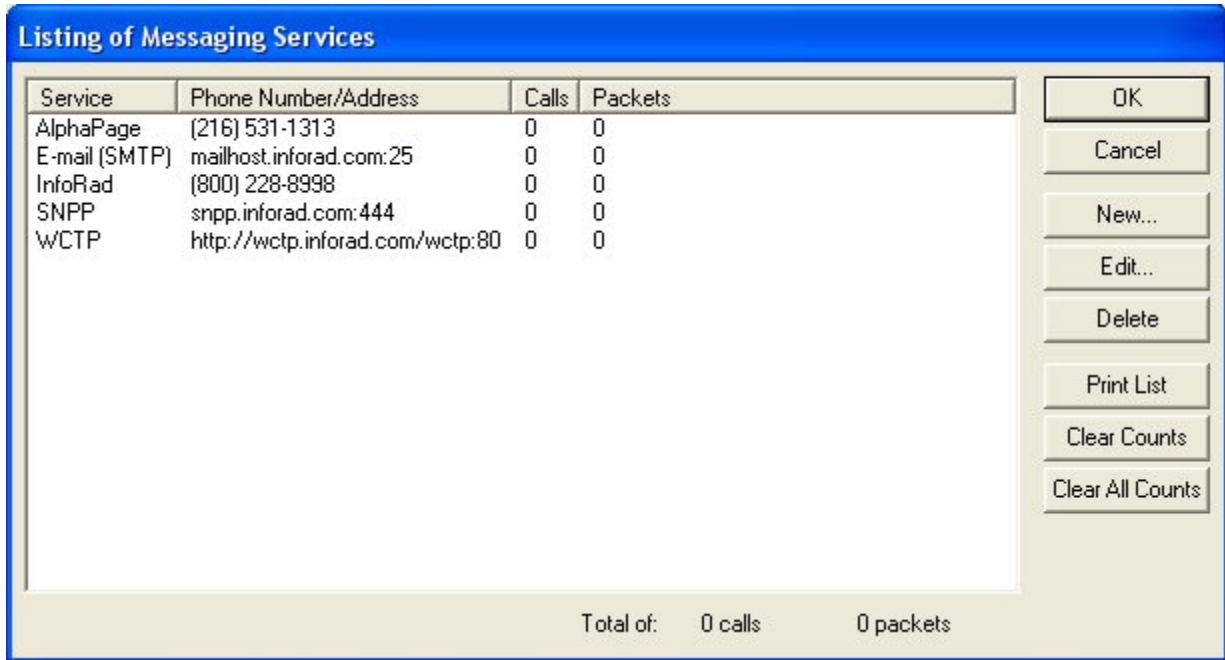 Listing of Messaging Services
Service Phone Number/Address Calls Packets
AlphaPage (216) 531-1313 0 0
E-mail (SMTP) mailhost.inforad.com:25 0 0
InfoRad (800) 228-8998 0 0
SNPP snpp.inforad.com:444 0 0
WCTP http://wctp.inforad.com/wctp:80 0 0
Total of: 0 calls 0 packets
OK
Cancel
New...
Edit...
Delete
Print List
Clear Counts
Clear All Counts